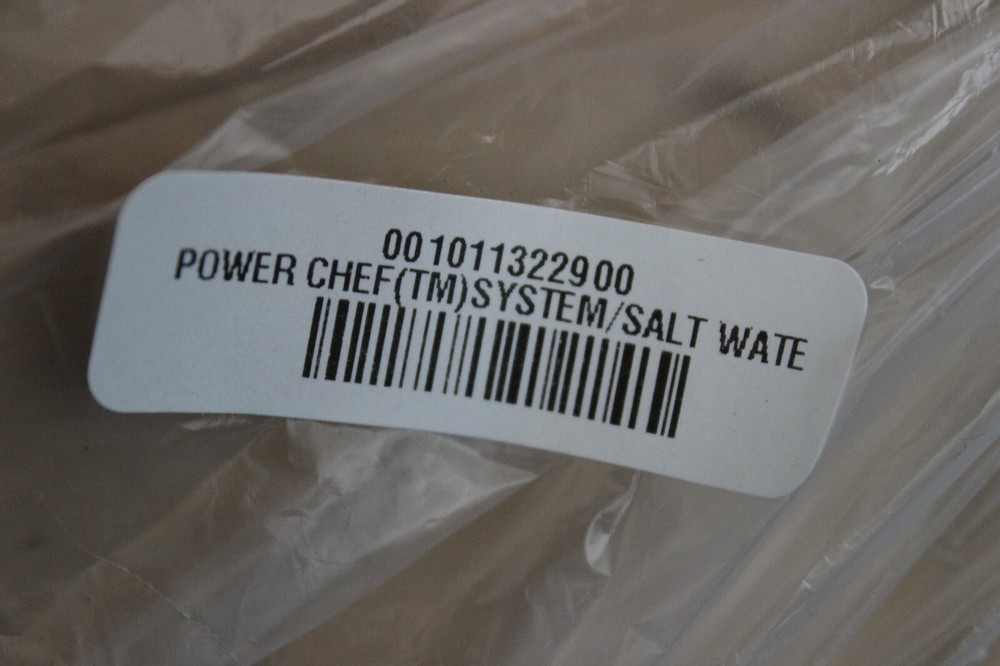 001011322900
POWER CHEF(TM)SYSTEM/SALT WATE